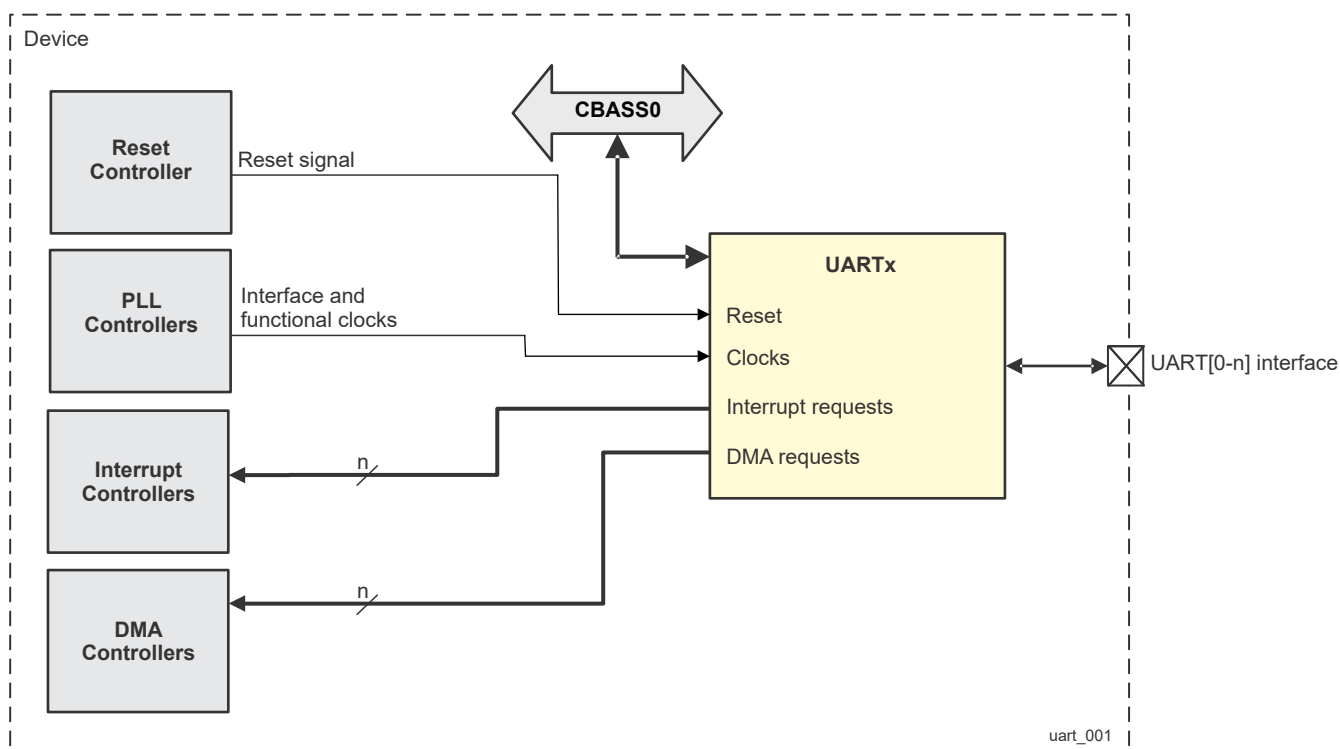 Device
CBASS0
Reset
Controller
Reset signal
UARTx
PLL
Controllers
Interface and
functional clocks
Reset
Clocks
UART[0-n] interface
Interrupt requests
DMA requests
Interrupt
Controllers
n
n
DMA
Controllers
uart_001